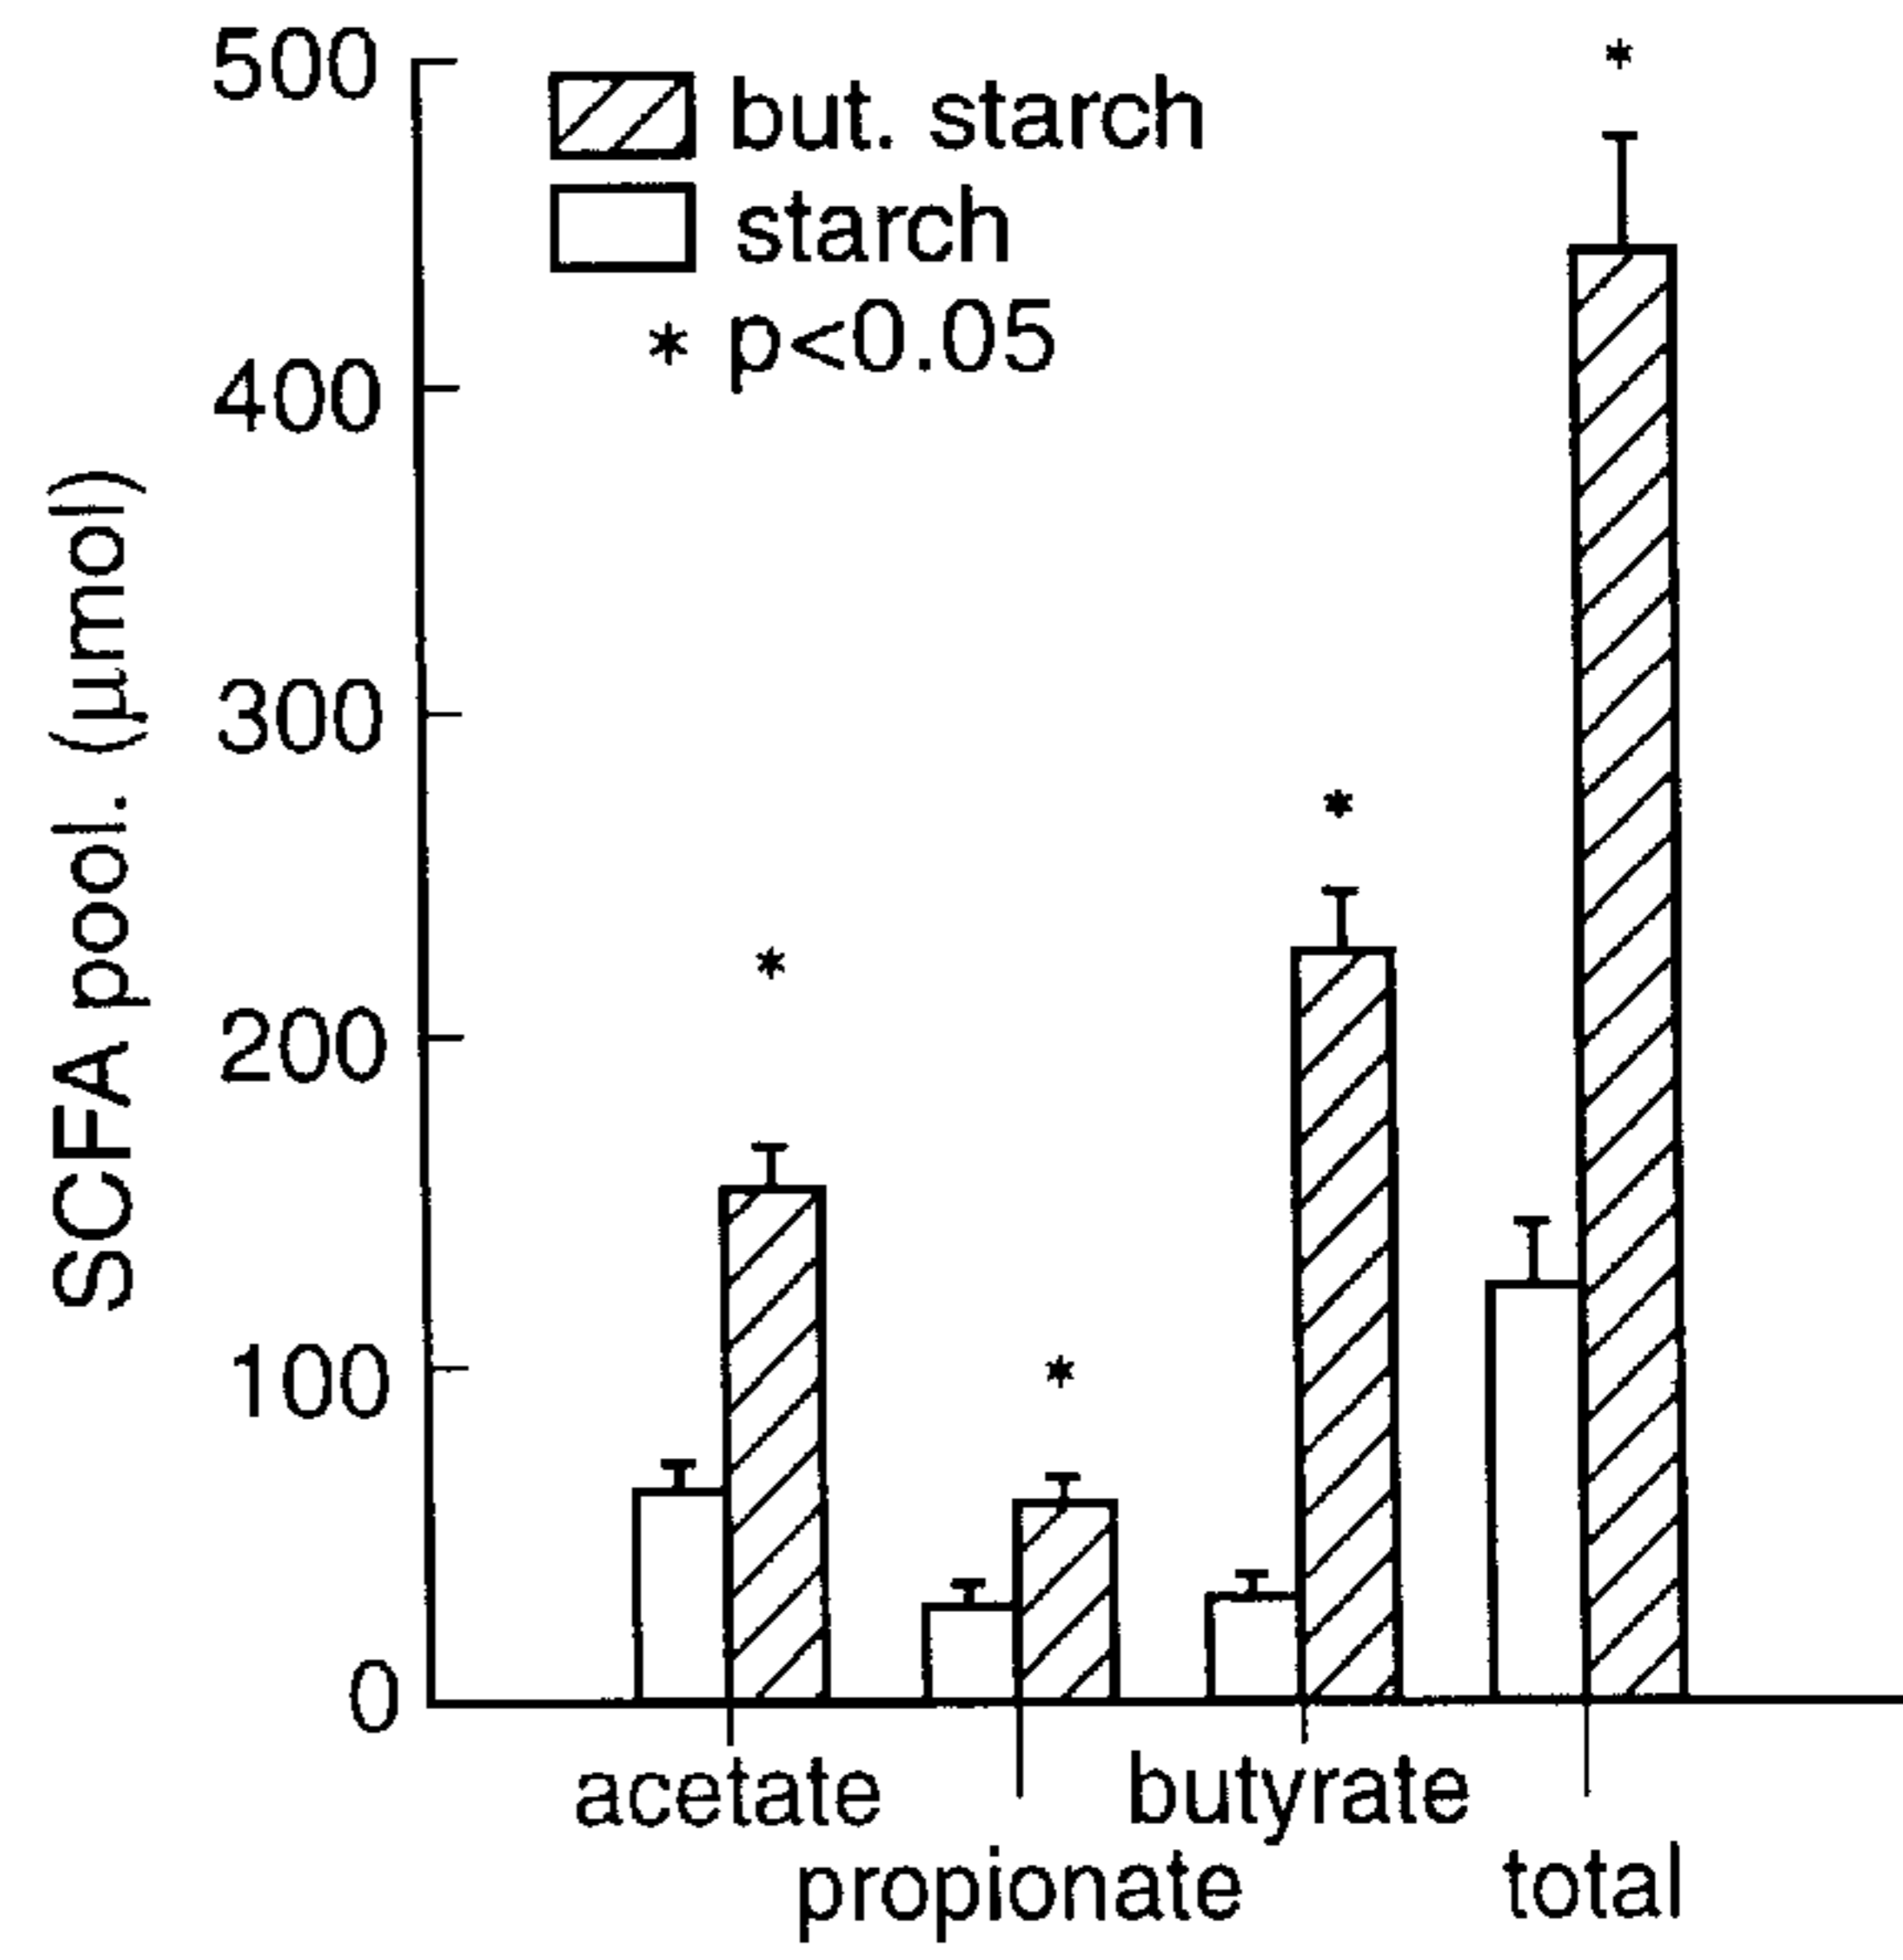 500
400
300
200
100
0
SCFA pool. (µmol)
but. starch
starch
* p<0.05
*
*
*
*
acetate
propionate
butyrate
total